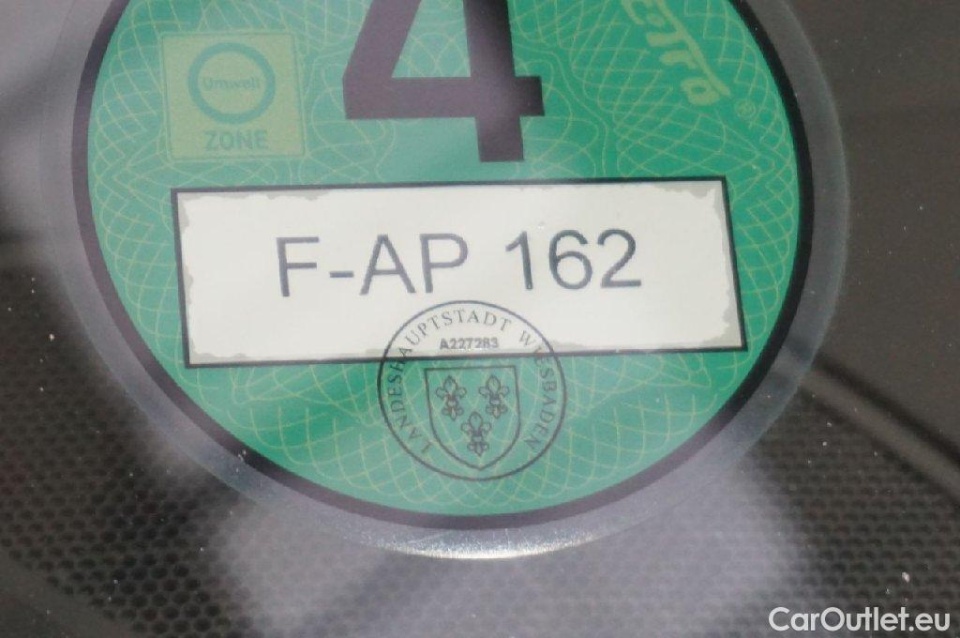 4
Umwelt
ZONE
F-AP 162
LANDESHAUPTSTADT WIESBADEN
A227283
CarOutlet.eu